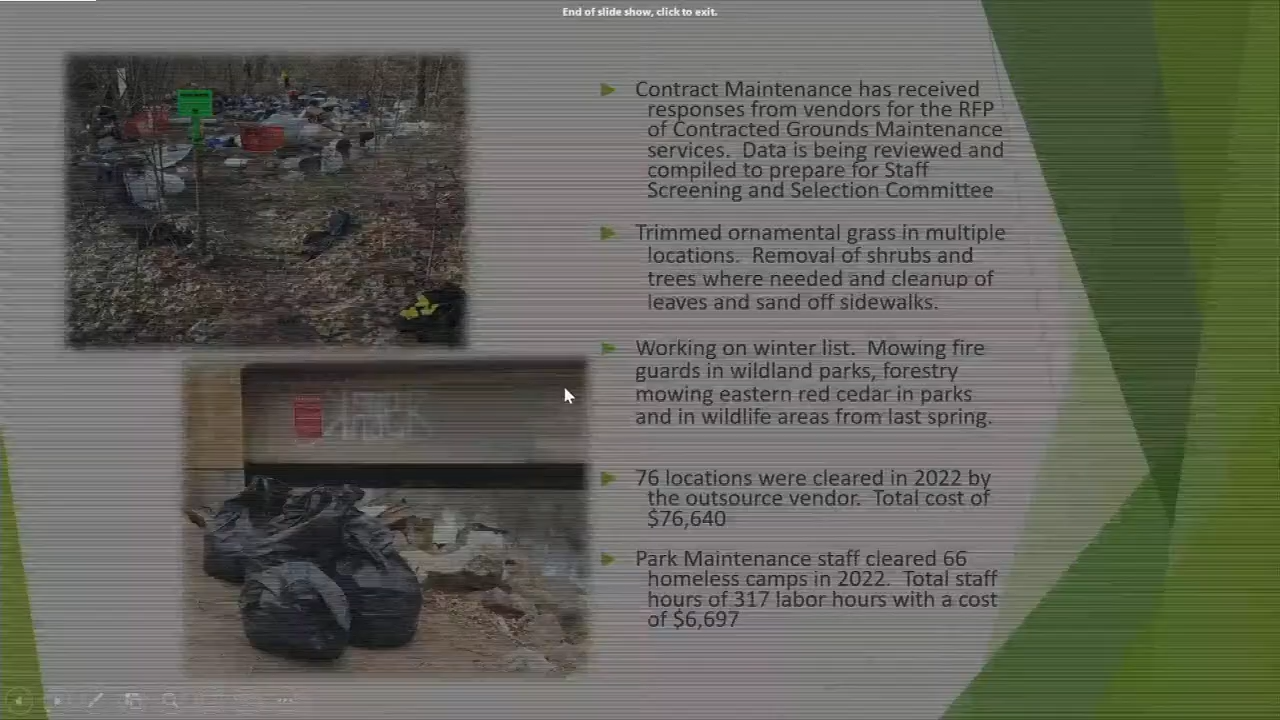 End of slide show, click to exit.
Contract Maintenance has received
responses from vendors for the RFP
of Contracted Grounds Maintenance
services.  Data is being reviewed and
compiled to prepare for Staff
Screening and Selection Committee
Trimmed ornamental grass in multiple
locations.  Removal of shrubs and
trees where needed and cleanup of
leaves and sand off sidewalks.
Working on winter list.  Mowing fire
guards in wildland parks, forestry
mowing eastern red cedar in parks
and in wildlife areas from last spring.
76 locations were cleared in 2022 by
the outsource vendor.  Total cost of
$76,640
Park Maintenance staff cleared 66
homeless camps in 2022.  Total staff
hours of 317 labor hours with a cost
of $6,697